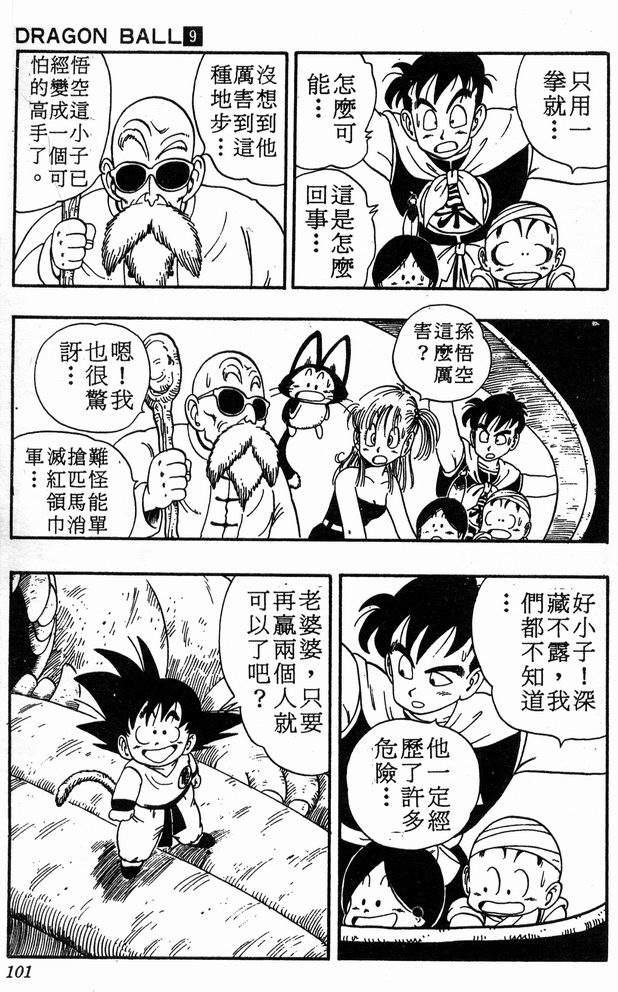 DRAGON BALL 9
只用一
拳就…
怎麼可
能…
這是怎麼
回事…
沒想到他
厲害到這
種地步…
悟空這小子已
經變成一個可
怕的高手了。
孫悟空
這麼厲
害?
嗯!我
也很驚
訝…
難怪能單
搶匹馬消
滅紅領巾
軍…
好小子!深
藏不露,我
們都不知道
…
他一定經
歷了許多
危險…
老婆婆,只要
再贏兩個人就
可以了吧?
101